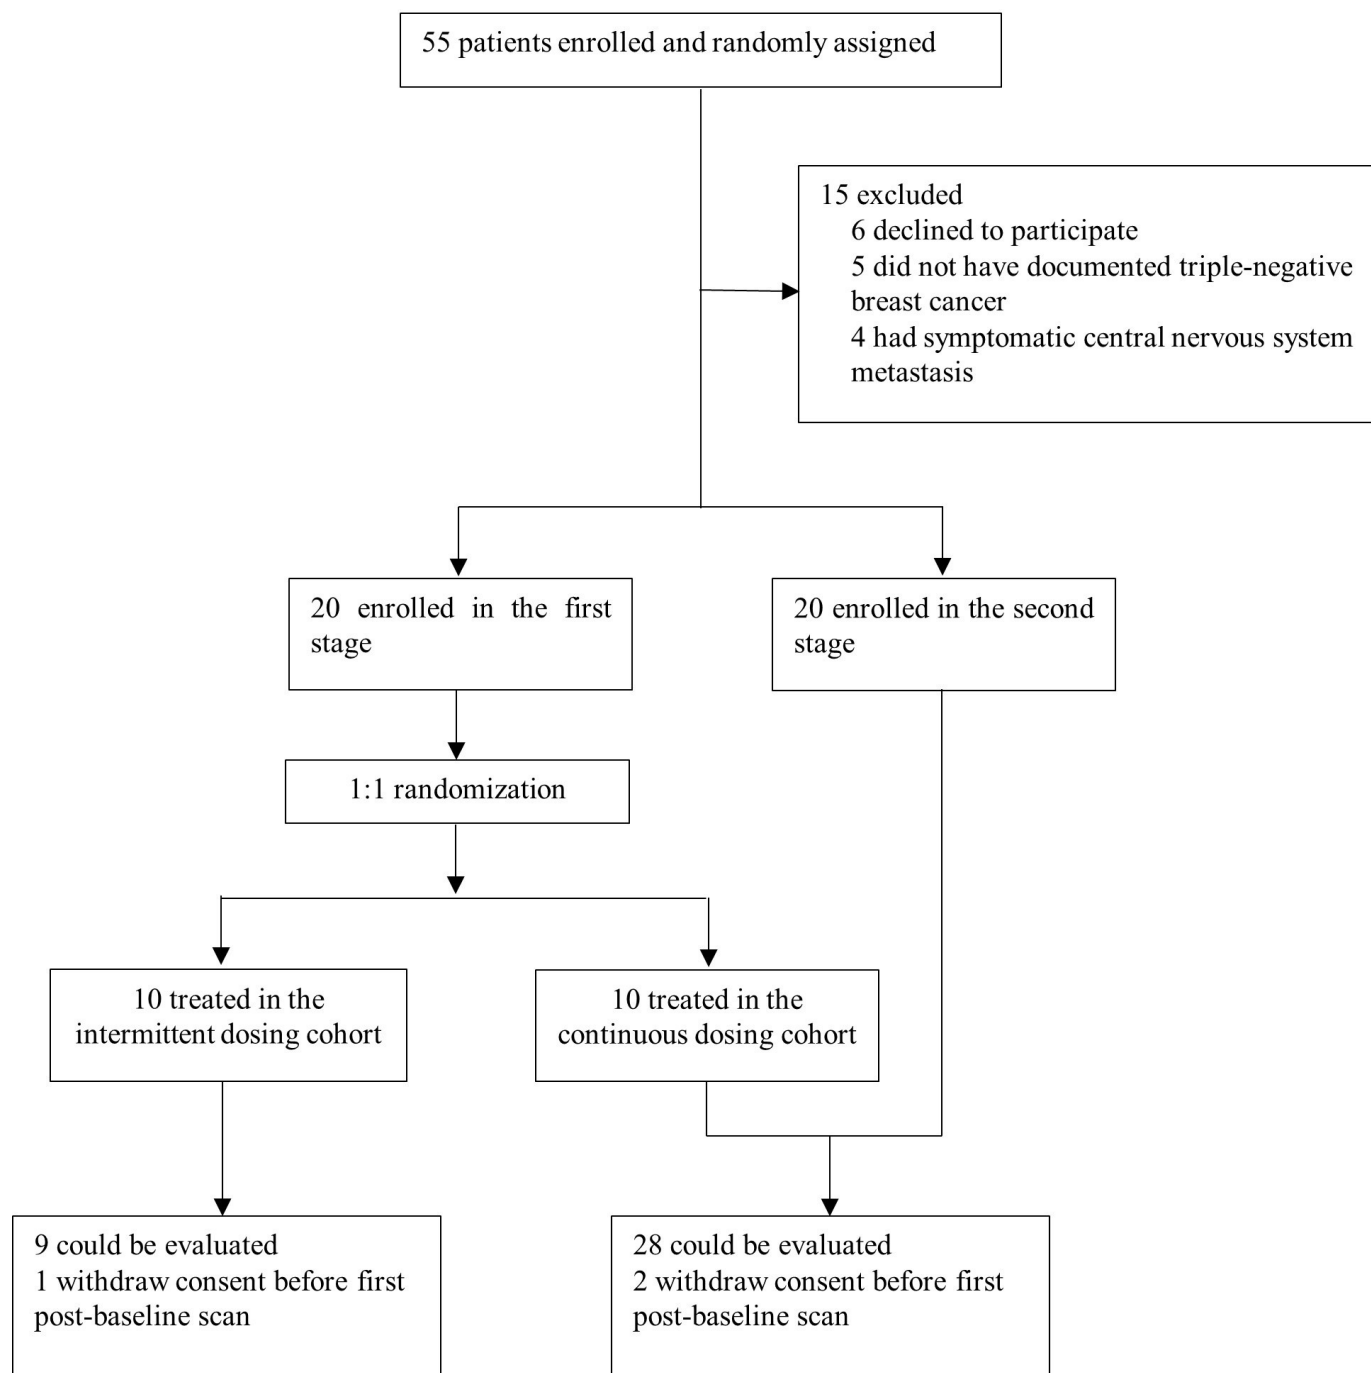 55 patients enrolled and randomly assigned
15 excluded
6 declined to participate
5 did not have documented triple-negative
breast cancer
4 had symptomatic central nervous system
metastasis
20 enrolled in the first
stage
20 enrolled in the second
stage
1:1 randomization
10 treated in the
intermittent dosing cohort
10 treated in the
continuous dosing cohort
9 could be evaluated
1 withdraw consent before first
post-baseline scan
28 could be evaluated
2 withdraw consent before first
post-baseline scan